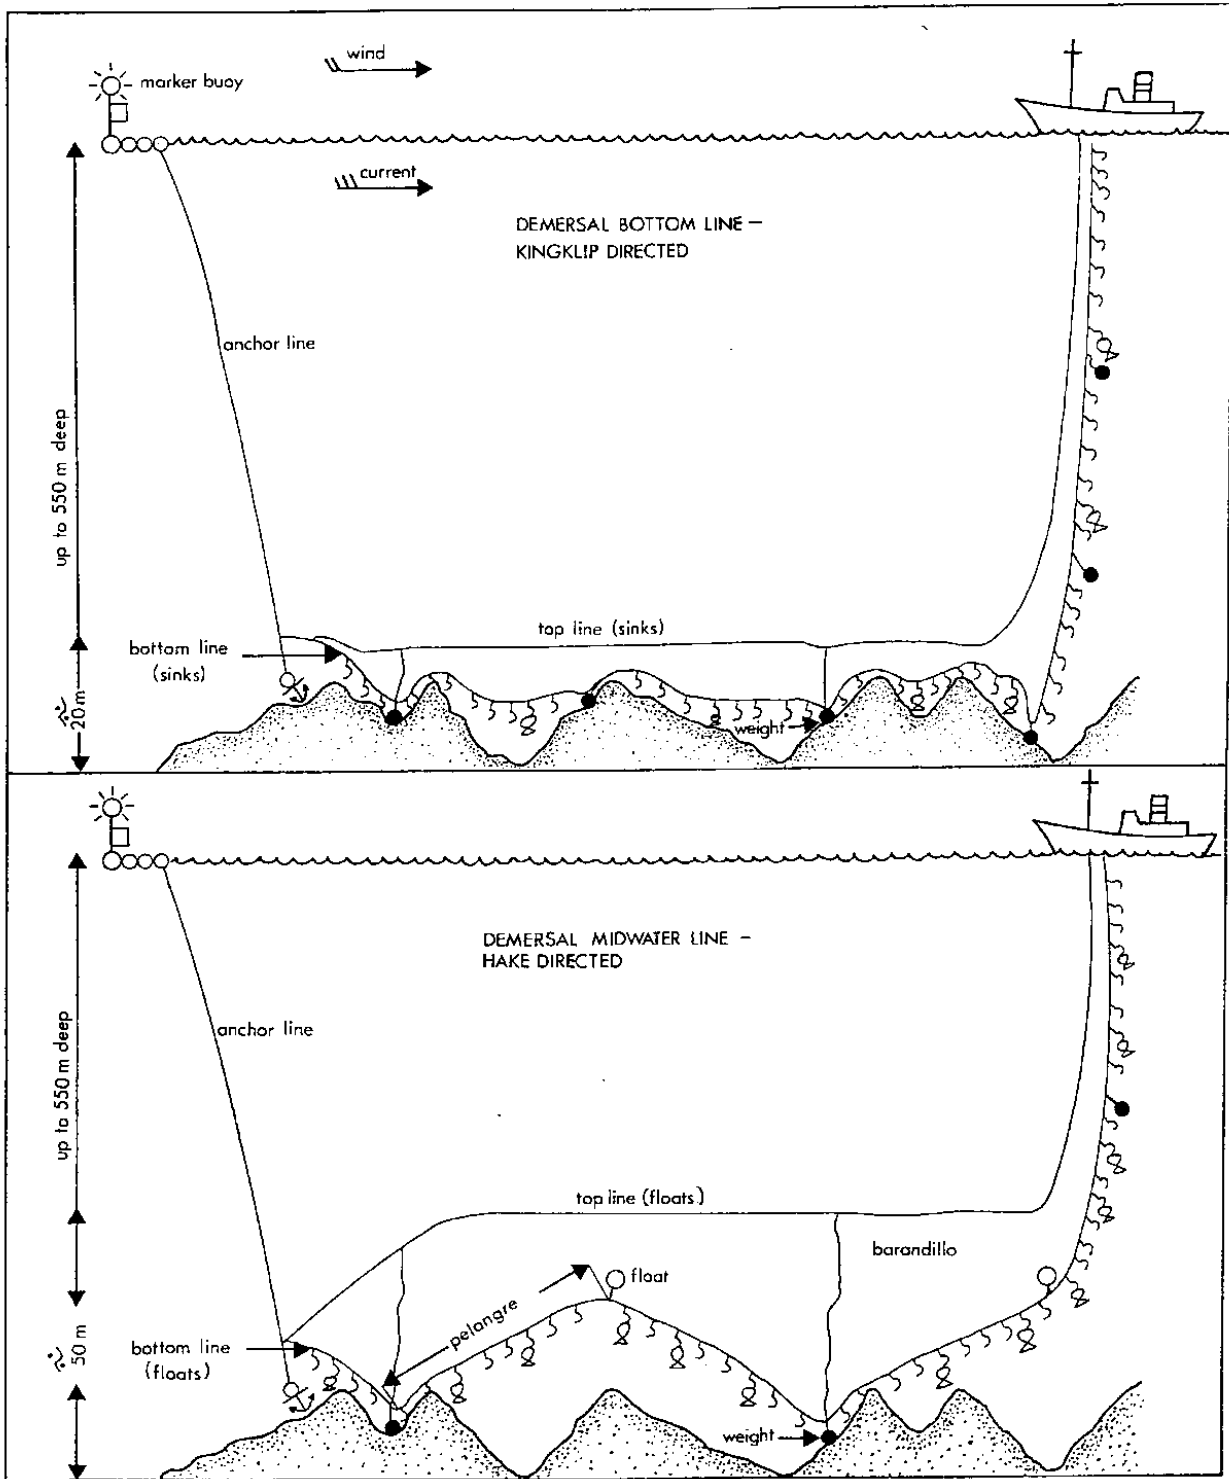 wind
marker buoy
current
DEMERSAL BOTTOM LINE –
KINGKLIP DIRECTED
anchor line
up to 550 m deep
top line (sinks)
bottom line
(sinks)
20 m
weight
DEMERSAL MIDWATER LINE –
HAKE DIRECTED
anchor line
up to 550 m deep
top line (floats)
barandillo
float
pelangre
bottom line
(floats)
50 m
weight